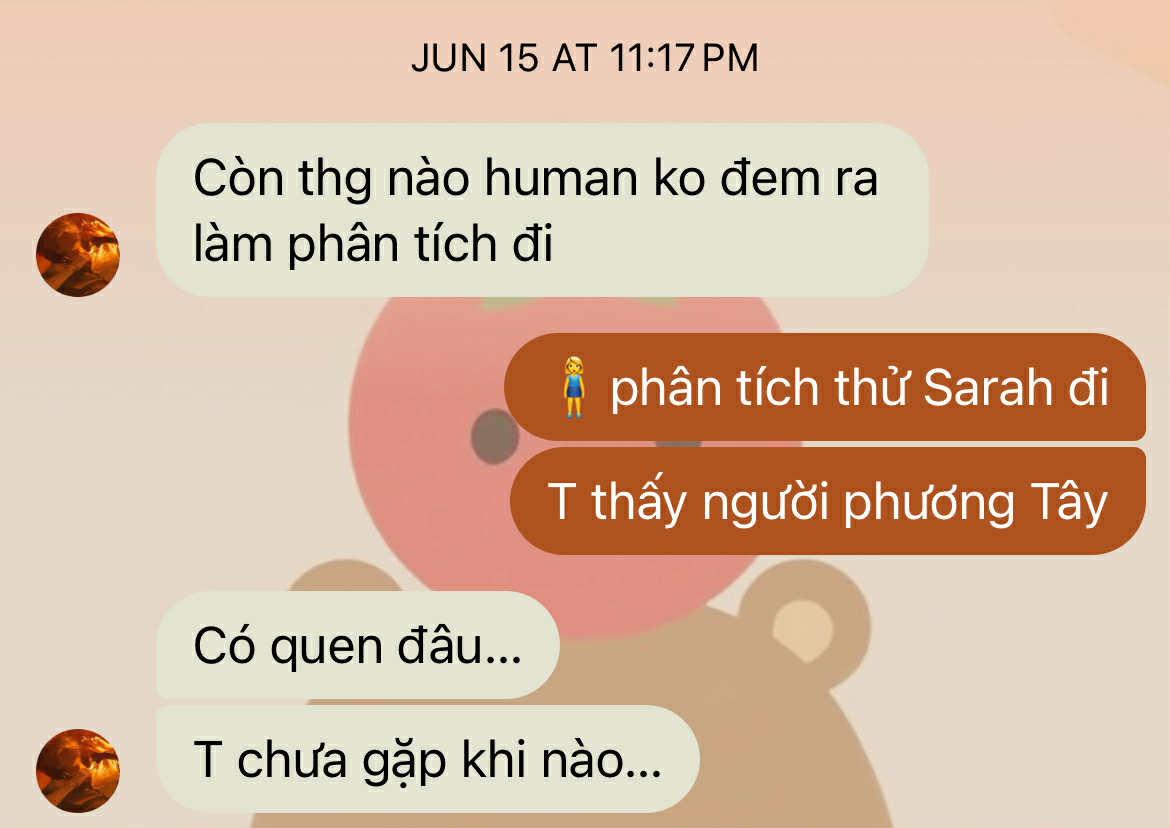 JUN 15 AT 11:17 PM
Còn thg nào human ko đem ra
làm phân tích đi
🧍‍♀️ phân tích thử Sarah đi
T thấy người phương Tây
Có quen đâu...
T chưa gặp khi nào...